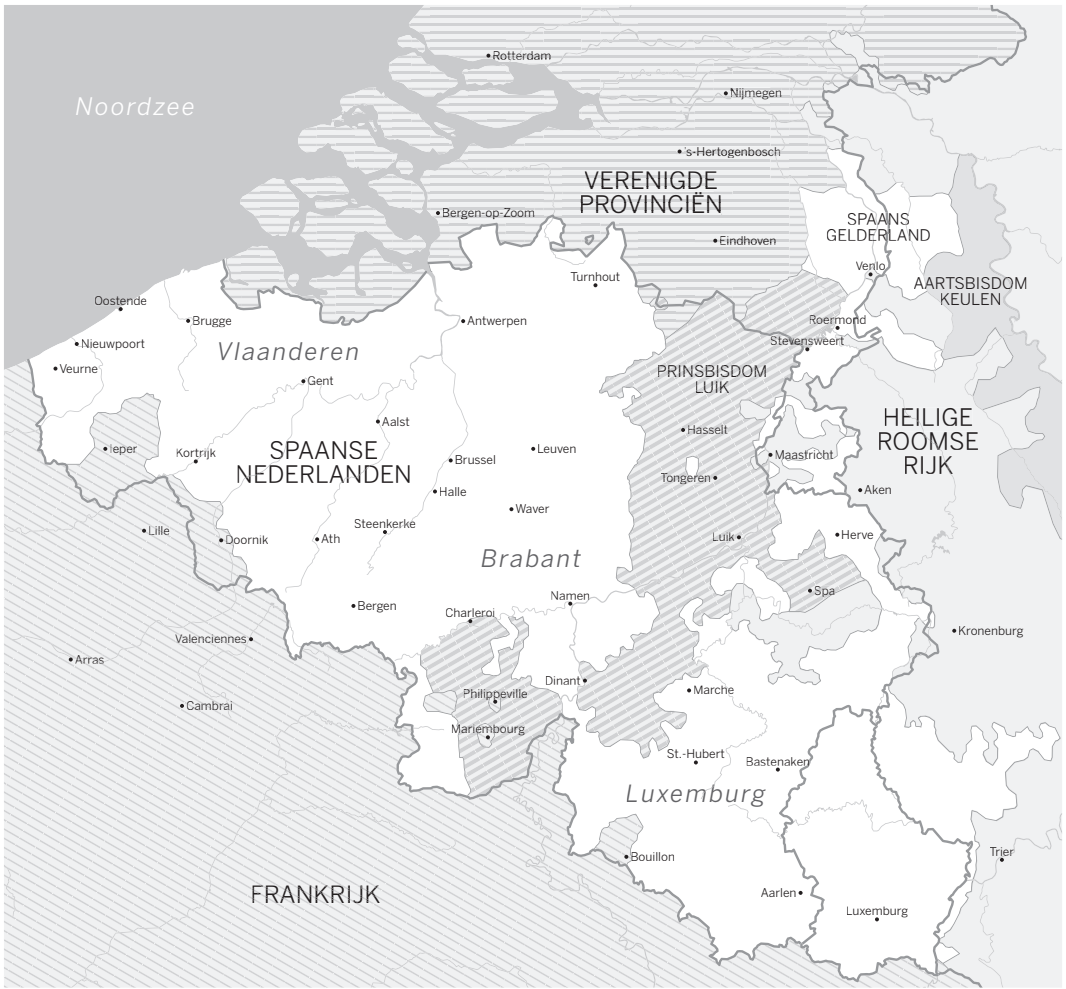 Rotterdam
Nijmegen
Noordzee
's-Hertogenbosch
VERENIGDE
PROVINCIËN
Bergen-op-Zoom
SPAANS
GELDERLAND
Eindhoven
Venlo
Turnhout
AARTSBISDOM
KEULEN
Oostende
Brugge
Antwerpen
Roermond
Nieuwpoort
Vlaanderen
Stevensweert
Veurne
PRINSBISDOM
LUIK
Gent
HEILIGE
ROOMSE
RIJK
Aalst
Hasselt
Ieper
Kortrijk
SPAANSE
NEDERLANDEN
Leuven
Brussel
Maastricht
Tongeren
Halle
Aken
Waver
Steenkerke
Lille
Doornik
Ath
Luik
Herve
Brabant
Spa
Namen
Bergen
Charleroi
Kronenburg
Valenciennes
Arras
Dinant
Marche
Philippeville
Cambrai
Mariembourg
St.-Hubert
Bastenaken
Luxemburg
Bouillon
Trier
FRANKRIJK
Aarlen
Luxemburg